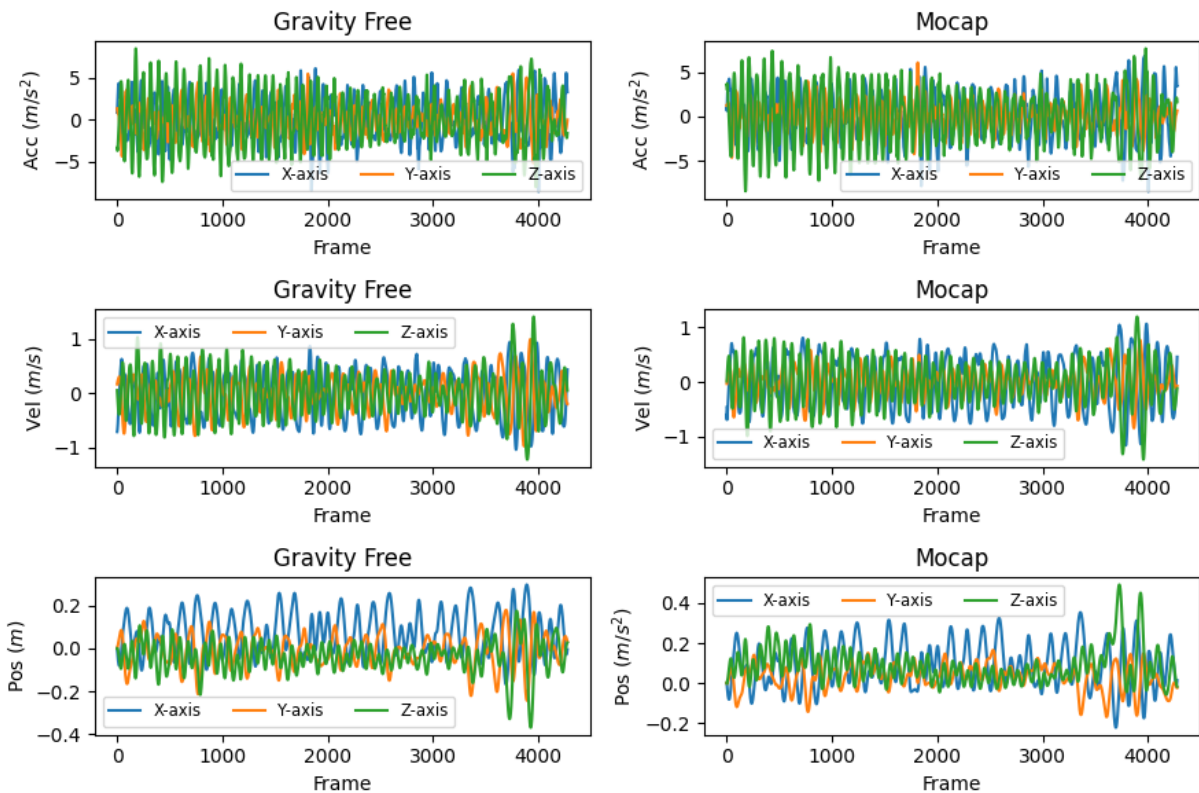 Gravity Free
Acc (m/s²)
5
0
−5
X-axis Y-axis Z-axis
0 1000 2000 3000 4000
Frame
Mocap
Acc (m/s²)
5
0
−5
X-axis Y-axis Z-axis
0 1000 2000 3000 4000
Frame
Gravity Free
Vel (m/s)
X-axis Y-axis Z-axis
1
0
−1
0 1000 2000 3000 4000
Frame
Mocap
Vel (m/s)
1
0
−1
X-axis Y-axis Z-axis
0 1000 2000 3000 4000
Frame
Gravity Free
Pos (m)
0.2
0.0
−0.2
−0.4
X-axis Y-axis Z-axis
0 1000 2000 3000 4000
Frame
Mocap
Pos (m/s²)
X-axis Y-axis Z-axis
0.4
0.2
0.0
−0.2
0 1000 2000 3000 4000
Frame